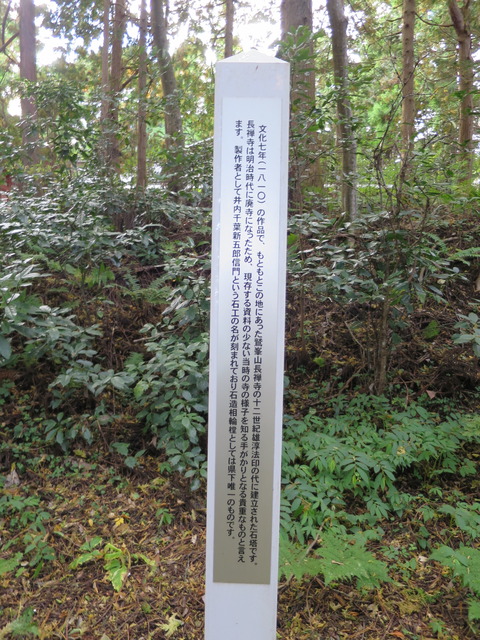 文化七年（一八一〇）の作品で、もともとこの地にあった鷲峯山長禅寺の十二世紀雄淳法印の代に建立された石塔です。
長禅寺は明治時代に廃寺になったため、現存する資料の少ない当時の寺の様子を知る手がかりとなる貴重なものと言え
ます。製作者として井内千葉新五郎信門という石工の名が刻まれており石造相輪橖としては県下唯一のものです。